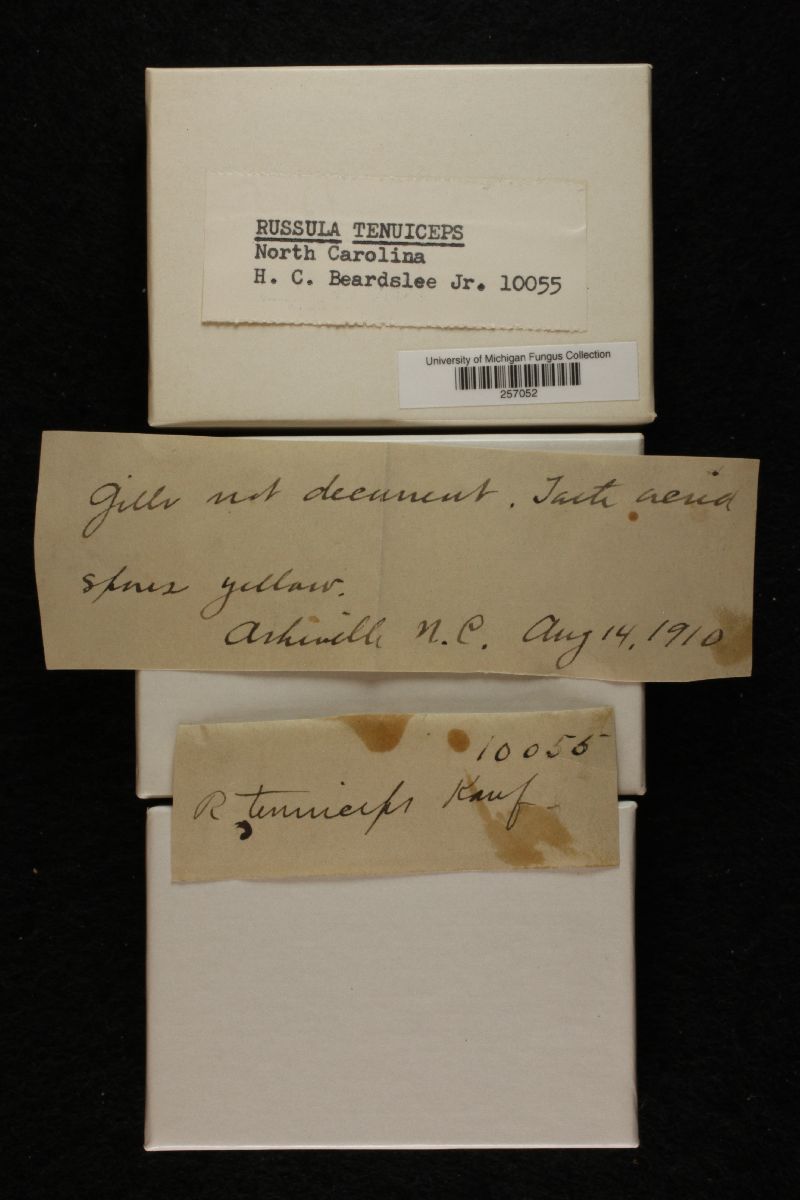 RUSSULA TENUICEPS
North Carolina
H. C. Beardslee Jr. 10055
University of Michigan Fungus Collection
257052
Gills not decurrent. Taste acrid
spores yellow.
Asheville N.C. Aug 14, 1910
10055
R. tenuiceps Kauf.